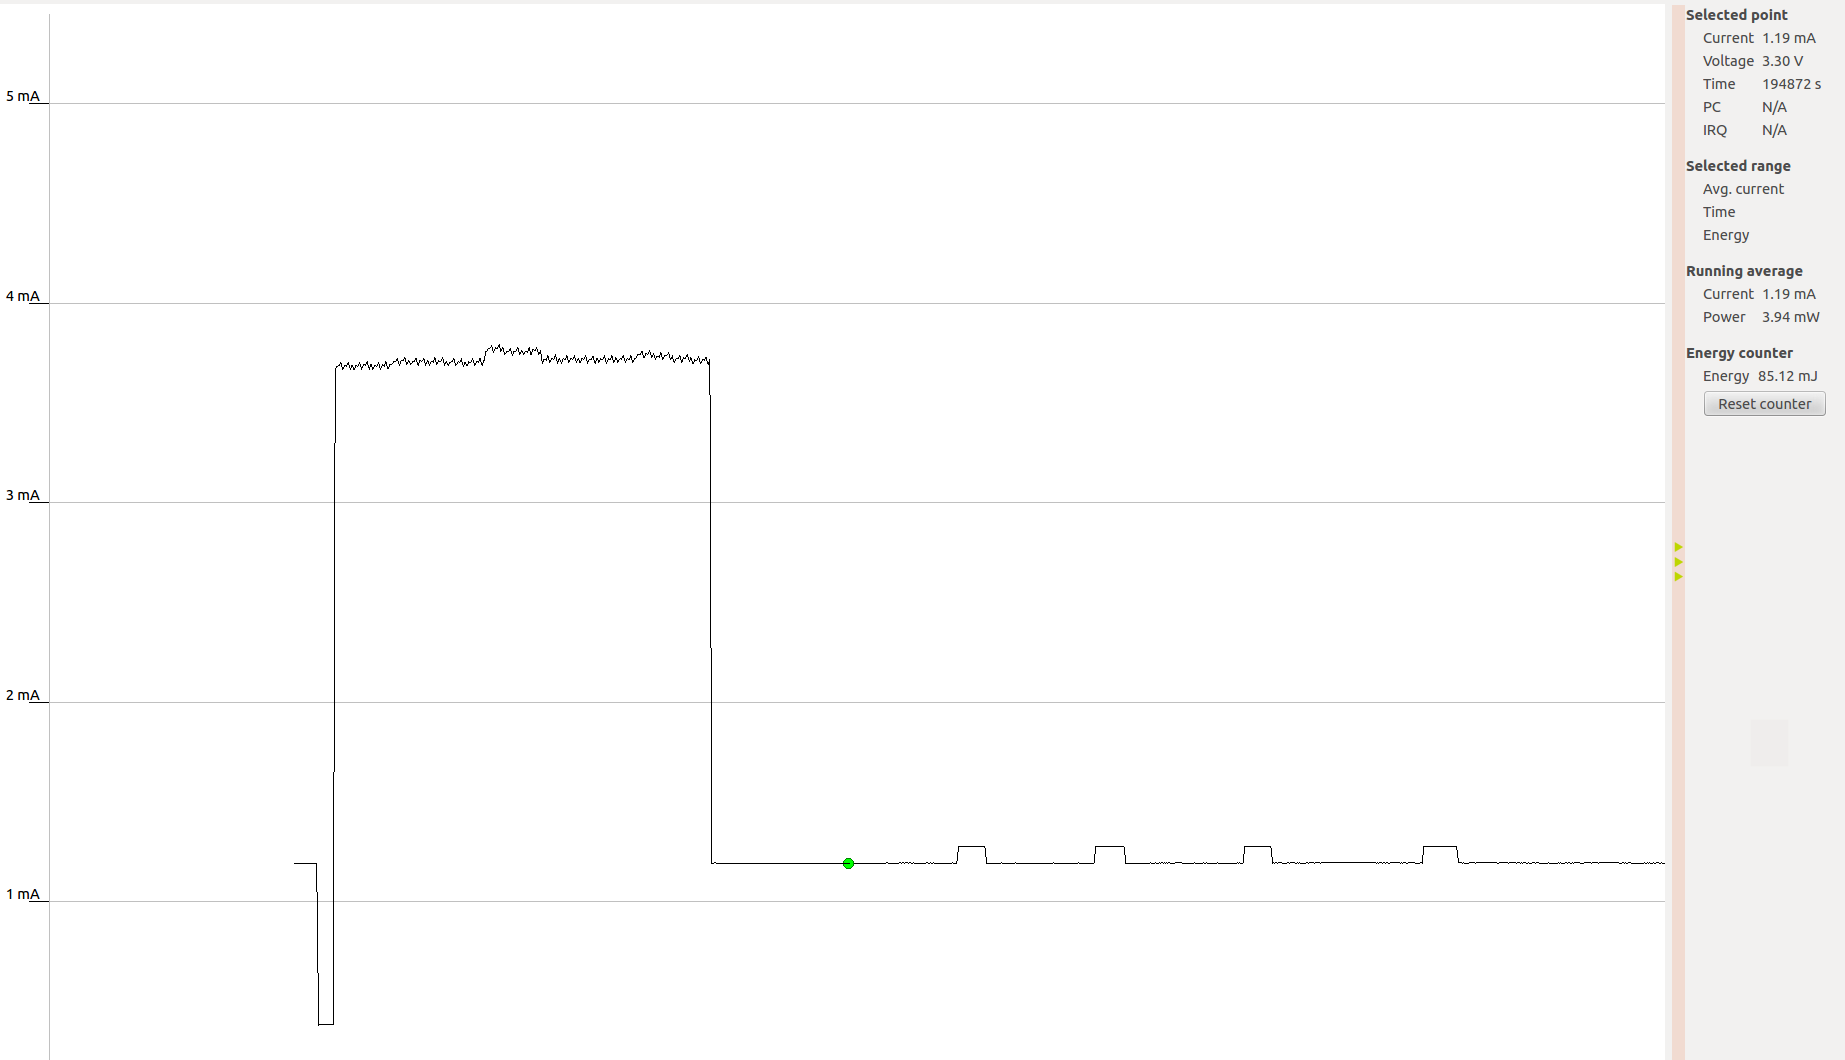 5 mA
4 mA
3 mA
2 mA
1 mA
Selected point
Current 1.19 mA
Voltage 3.30 V
Time 194872 s
PC N/A
IRQ N/A
Selected range
Avg. current
Time
Energy
Running average
Current 1.19 mA
Power 3.94 mW
Energy counter
Energy 85.12 mJ
Reset counter